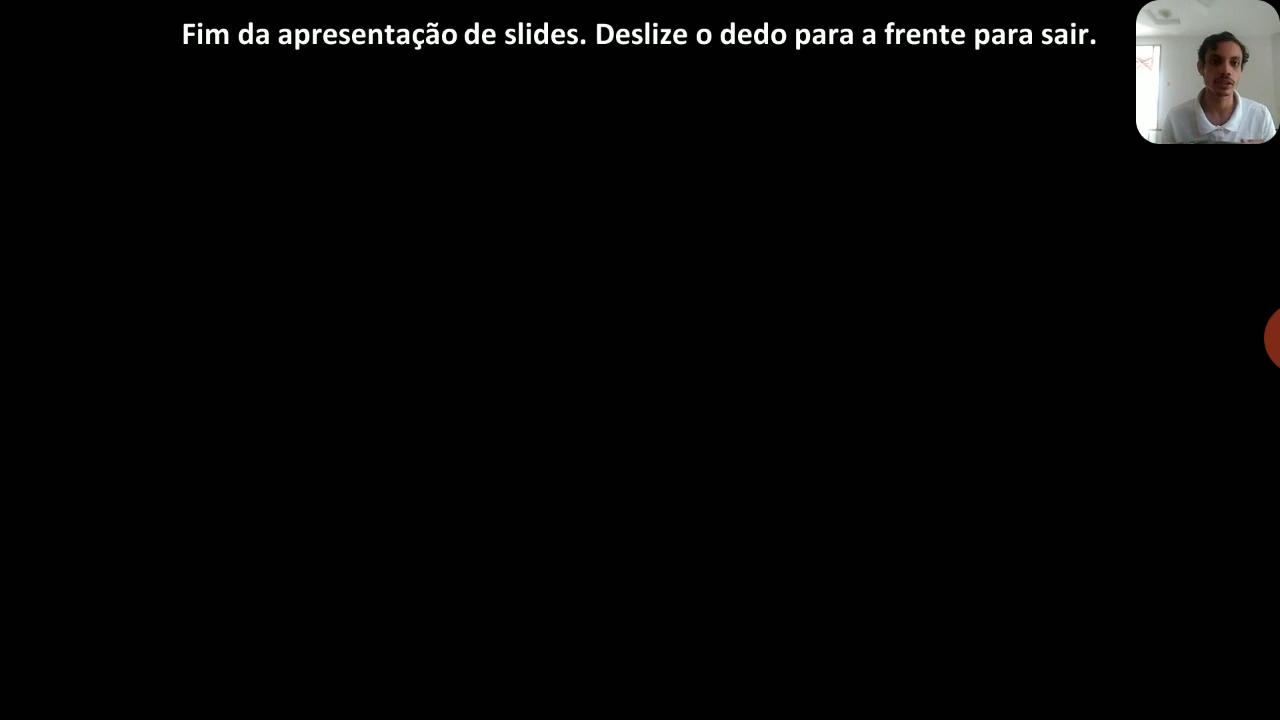 Fim da apresentação de slides. Deslize o dedo para a frente para sair.